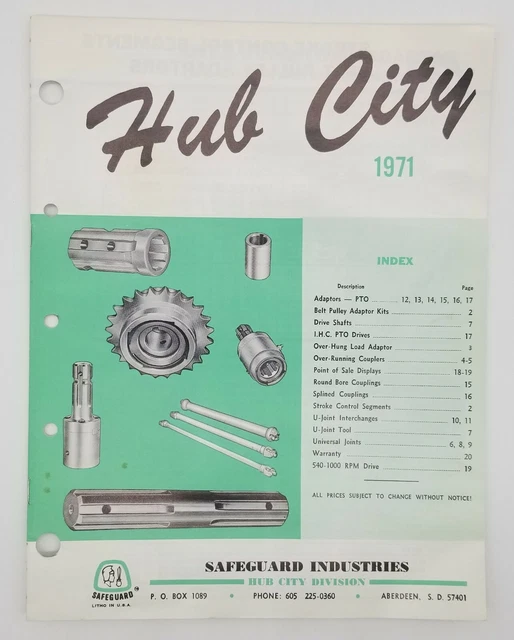 Hub City
1971
INDEX
Description Page
Adaptors — PTO 12, 13, 14, 15, 16, 17
Belt Pulley Adaptor Kits 2
Drive Shafts 7
I.H.C. PTO Drives 17
Over-Hung Load Adaptor 3
Over-Running Couplers 4-5
Point of Sale Displays 18-19
Round Bore Couplings 15
Splined Couplings 16
Stroke Control Segments 2
U-Joint Interchanges 10, 11
U-Joint Tool 7
Universal Joints 6, 8, 9
Warranty 20
540-1000 RPM Drive 19
ALL PRICES SUBJECT TO CHANGE WITHOUT NOTICE!
SAFEGUARD INDUSTRIES
HUB CITY DIVISION
SAFEGUARD
LITHO IN U.S.A.
P. O. BOX 1089 • PHONE: 605 225-0360 • ABERDEEN, S. D. 57401